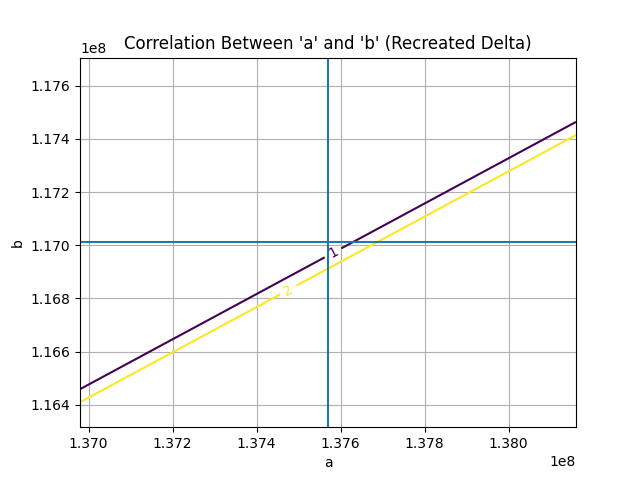 Correlation Between 'a' and 'b' (Recreated Delta)
1e8
1.176
1.174
1.172
1.170
1.168
1.166
1.164
b
1
2
1.370 1.372 1.374 1.376 1.378 1.380
a
1e8